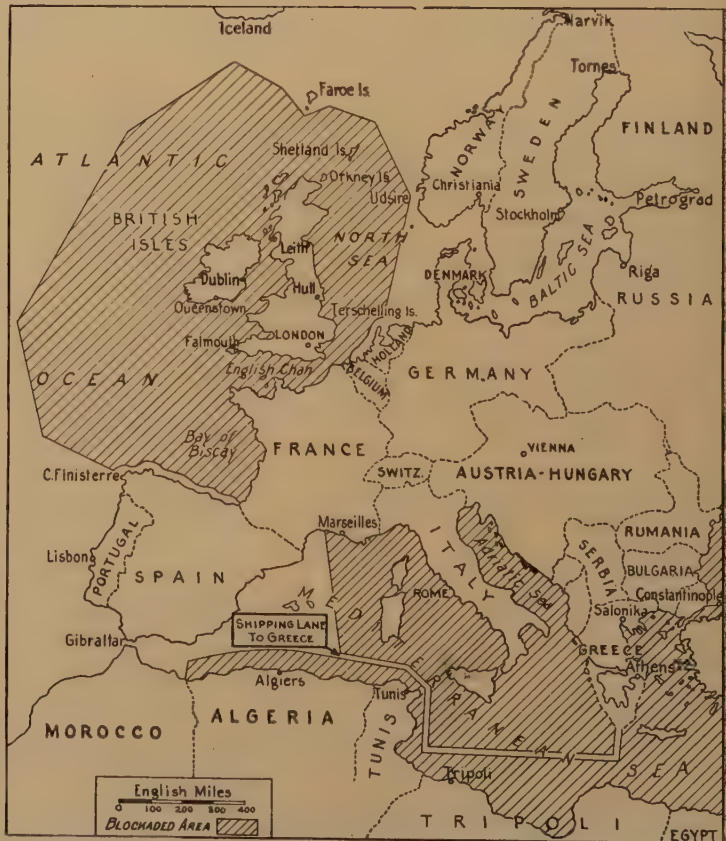 Iceland
Narvik
Tornes
Faroe Is.
FINLAND
ATLANTIC
Shetland Is.
Orkney Is.
NORWAY
SWEDEN
Udsire
Christiania
Petrograd
BRITISH
ISLES
Stockholm
Leith
NORTH
SEA
DENMARK
BALTIC SEA
Riga
Dublin
Hull
RUSSIA
Queenstown
Terschelling Is.
Falmouth
LONDON
HOLLAND
English Chan
BELGIUM
GERMANY
OCEAN
Bay of
Biscay
FRANCE
VIENNA
C. Finisterre
SWITZ.
AUSTRIA-HUNGARY
Marseilles
RUMANIA
Lisbon
PORTUGAL
SPAIN
ITALY
Adriatic Sea
SERBIA
BULGARIA
Constantinople
ROME
Salonika
SHIPPING LANE
TO GREECE
MEDITERRANEAN
SEA
Gibraltar
GREECE
Athens
Algiers
Tunis
MOROCCO
ALGERIA
TUNIS
Tripoli
English Miles
0 100 200 300 400
BLOCKADED AREA
TRIPOLI
EGYPT